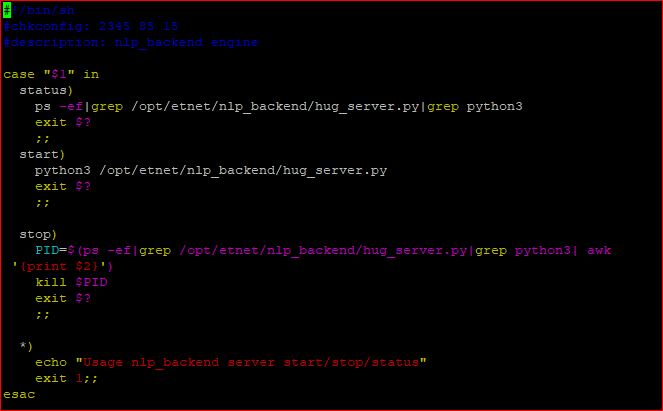 #!/bin/sh
#chkconfig: 2345 85 15
#description: nlp_backend engine
case "$1" in
status)
ps -ef|grep /opt/etnet/nlp_backend/hug_server.py|grep python3
exit $?
;;
start)
python3 /opt/etnet/nlp_backend/hug_server.py
exit $?
;;
stop)
PID=$(ps -ef|grep /opt/etnet/nlp_backend/hug_server.py|grep python3| awk
'{print $2}')
kill $PID
exit $?
;;
*)
echo "Usage nlp_backend server start/stop/status"
exit 1;;
esac